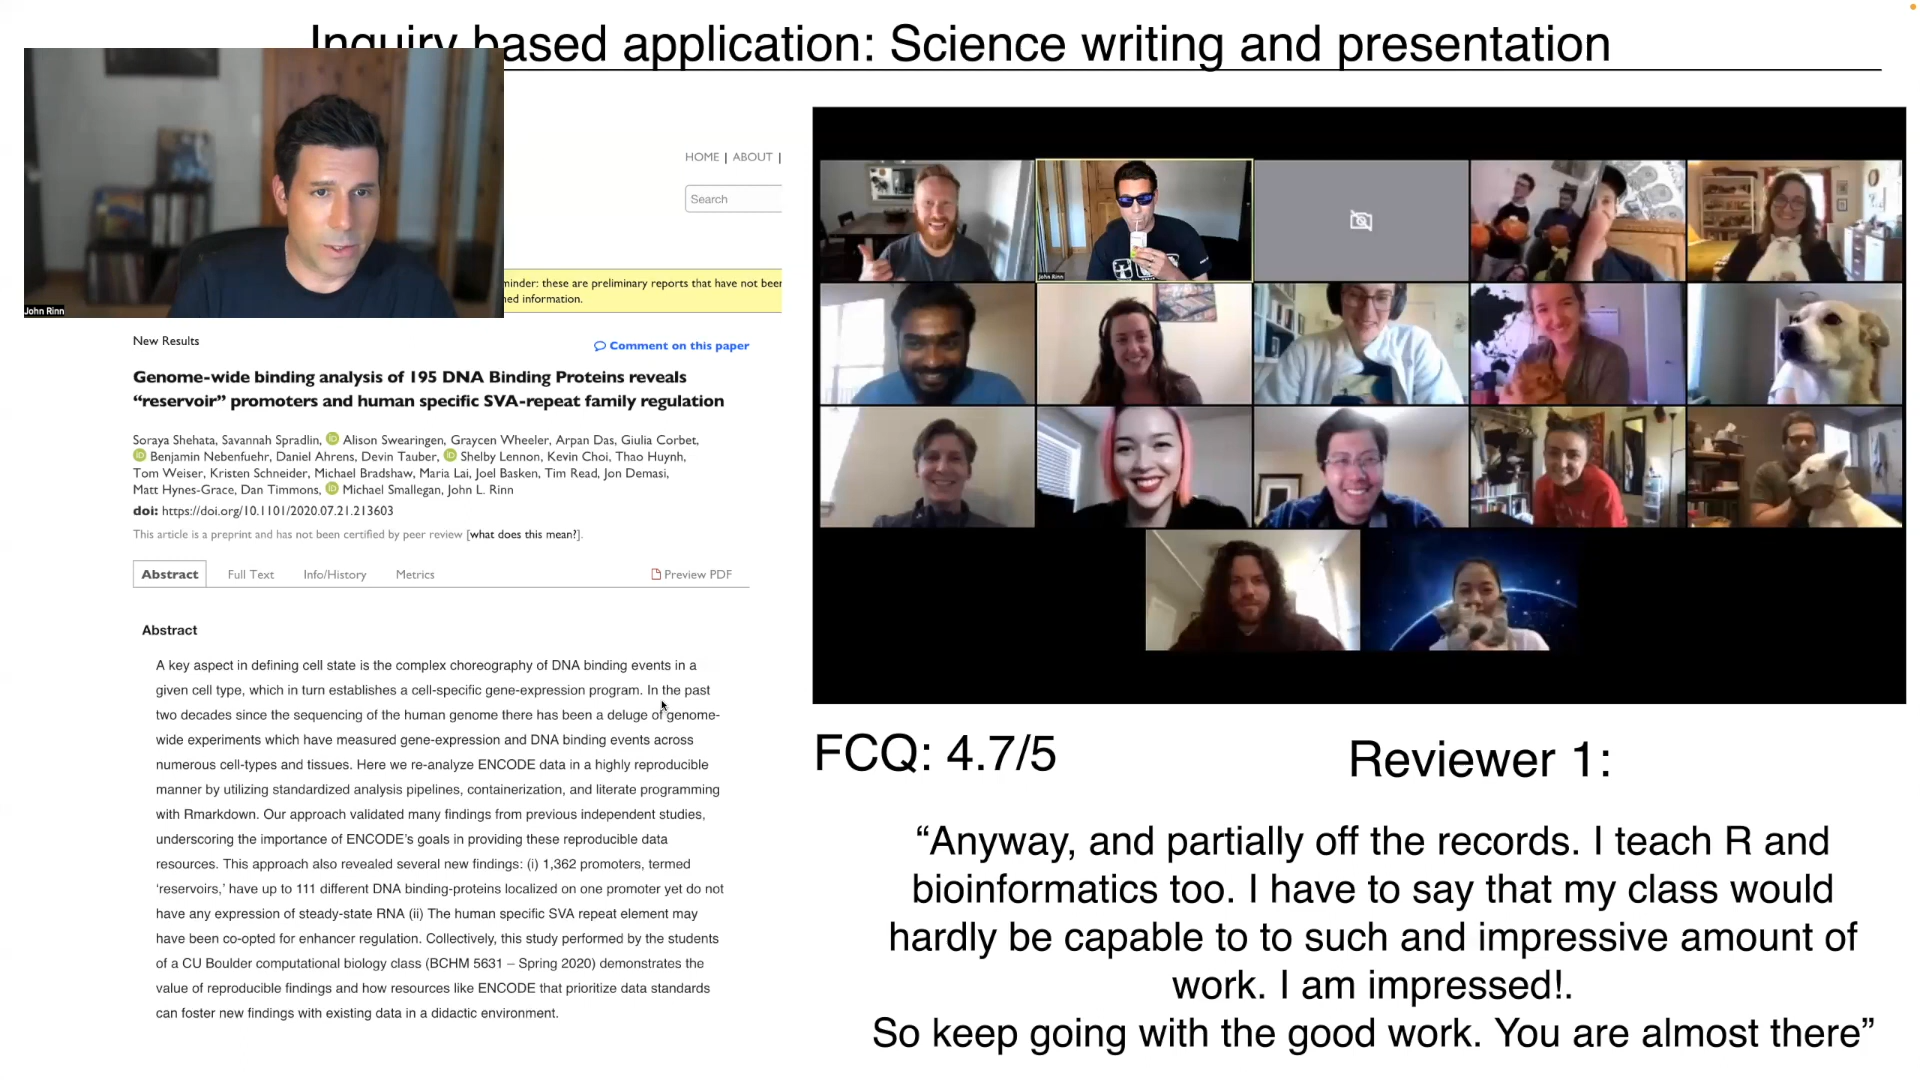 Inquiry based application: Science writing and presentation
John Rinn
HOME | ABOUT |
Search
minder: these are preliminary reports that have not beer
ned information.
New Results
Comment on this paper
Genome-wide binding analysis of 195 DNA Binding Proteins reveals
“reservoir” promoters and human specific SVA-repeat family regulation
Soraya Shehata, Savannah Spradlin, iD Alison Swearingen, Graycen Wheeler, Arpan Das, Giulia Corbet,
iD Benjamin Nebenfuehr, Daniel Ahrens, Devin Tauber, iD Shelby Lennon, Kevin Choi, Thao Huynh,
Tom Weiser, Kristen Schneider, Michael Bradshaw, Maria Lai, Joel Basken, Tim Read, Jon Demasi,
Matt Hynes-Grace, Dan Timmons, iD Michael Smallegan, John L. Rinn
doi: https://doi.org/10.1101/2020.07.21.213603
This article is a preprint and has not been certified by peer review [what does this mean?].
Abstract Full Text Info/History Metrics Preview PDF
Abstract
A key aspect in defining cell state is the complex choreography of DNA binding events in a
given cell type, which in turn establishes a cell-specific gene-expression program. In the past
two decades since the sequencing of the human genome there has been a deluge of genome-
wide experiments which have measured gene-expression and DNA binding events across
numerous cell-types and tissues. Here we re-analyze ENCODE data in a highly reproducible
manner by utilizing standardized analysis pipelines, containerization, and literate programming
with Rmarkdown. Our approach validated many findings from previous independent studies,
underscoring the importance of ENCODE’s goals in providing these reproducible data
resources. This approach also revealed several new findings: (i) 1,362 promoters, termed
‘reservoirs,’ have up to 111 different DNA binding-proteins localized on one promoter yet do not
have any expression of steady-state RNA (ii) The human specific SVA repeat element may
have been co-opted for enhancer regulation. Collectively, this study performed by the students
of a CU Boulder computational biology class (BCHM 5631 – Spring 2020) demonstrates the
value of reproducible findings and how resources like ENCODE that prioritize data standards
can foster new findings with existing data in a didactic environment.
John Rinn
FCQ: 4.7/5
Reviewer 1:
“Anyway, and partially off the records. I teach R and
bioinformatics too. I have to say that my class would
hardly be capable to to such and impressive amount of
work. I am impressed!.
So keep going with the good work. You are almost there”